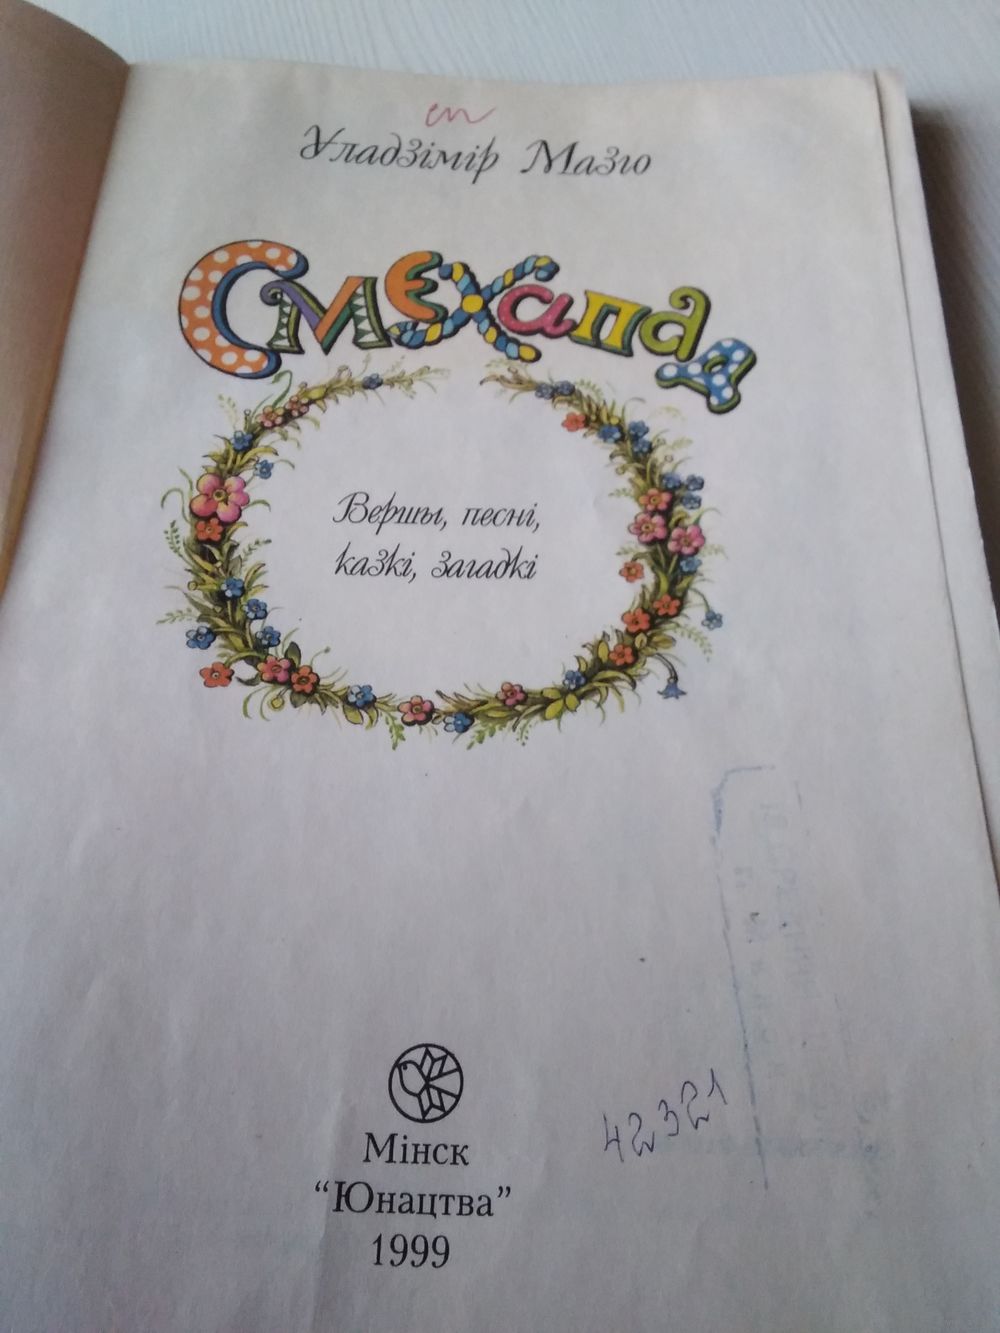 Уладзімір Мазго
Смехапад
Вершы, песні,
казкі, загадкі
Мінск
“Юнацтва”
1999
42321